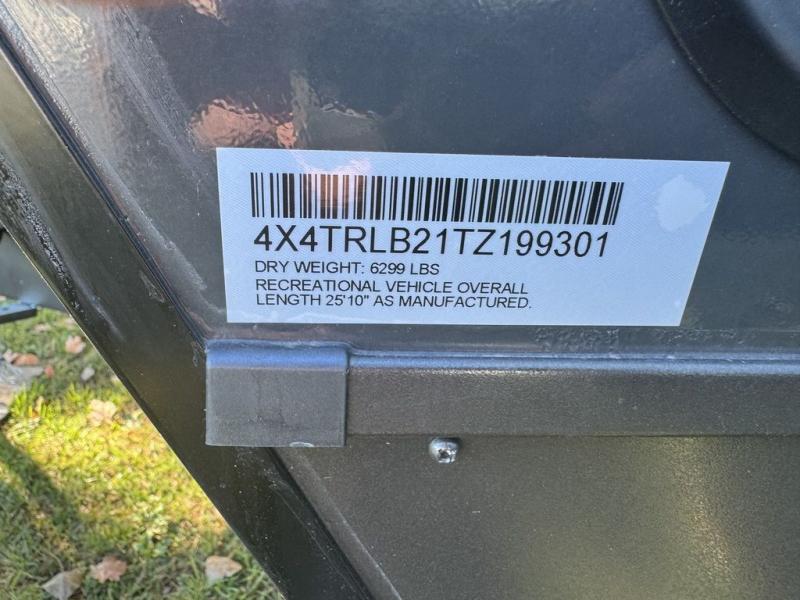 4X4TRLB21TZ199301
DRY WEIGHT: 6299 LBS
RECREATIONAL VEHICLE OVERALL
LENGTH 25'10" AS MANUFACTURED.